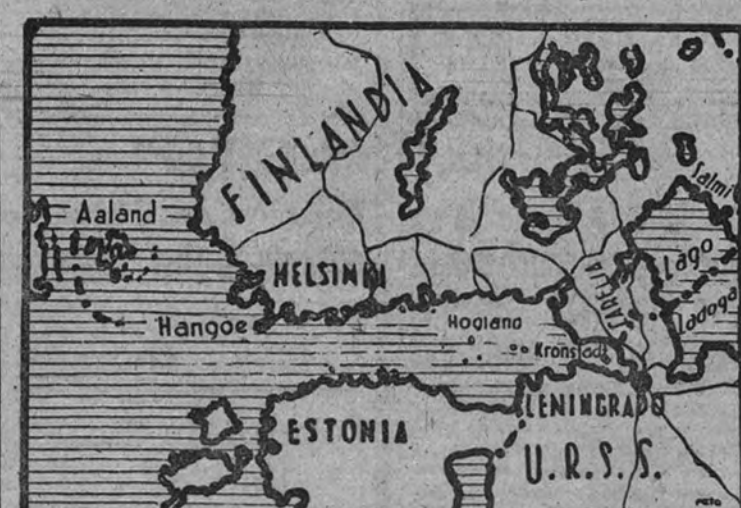 FINLANDIA
Aaland
Salmi
Lago
Ladoga
HELSINKI
CARELIA
Hangoe
Hogland
Kronstadt
LENINGRADO
ESTONIA
U.R.S.S.